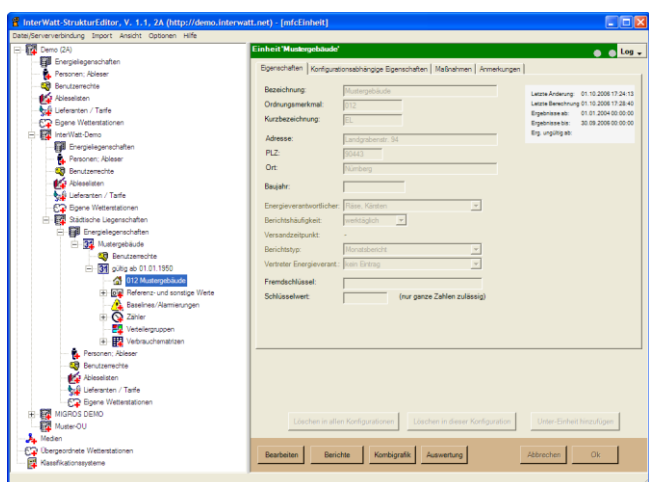 InterWatt-StrukturEditor, V. 1.1, 2A (http://demo.interwatt.net) - [mfcEinheit]
Datei/Serververbindung Import Ansicht Optionen Hilfe
Demo (2A)
Energieliegenschaften
Personen; Ableser
Benutzerrechte
Ableselisten
Lieferanten / Tarife
Eigene Wetterstationen
InterWatt-Demo
Energieliegenschaften
Personen; Ableser
Benutzerrechte
Ableselisten
Lieferanten / Tarife
Eigene Wetterstationen
Städtische Liegenschaften
Energieliegenschaften
Mustergebäude
Benutzerrechte
gültig ab 01.01.1950
012 Mustergebäude
Referenz- und sonstige Werte
Baselines/Alarmierungen
Zähler
Verteilergruppen
Verbrauchsmatrizen
Personen; Ableser
Benutzerrechte
Ableselisten
Lieferanten / Tarife
Eigene Wetterstationen
MIGROS DEMO
Muster-OU
Medien
Übergeordnete Wetterstationen
Klassifikationssysteme
Einheit 'Mustergebäude'
Log
Eigenschaften Konfigurationsabhängige Eigenschaften Maßnahmen Anmerkungen
Bezeichnung: Mustergebäude
Ordnungsmerkmal: 012
Kurzbezeichnung: EL
Adresse: Landgrabenstr. 94
PLZ: 90443
Ort: Nürnberg
Baujahr:
Energieverantwortlicher: Räwe, Kärsten
Berichtshäufigkeit: werktäglich
Versandzeitpunkt: -
Berichtstyp: Monatsbericht
Vertreter Energieverant.: kein Eintrag
Fremdschlüssel:
Schlüsselwert: (nur ganze Zahlen zulässig)
Letzte Änderung: 01.10.2006 17:24:13
Letzte Berechnung: 01.10.2006 17:28:40
Ergebnisse ab: 01.01.2004 00:00:00
Ergebnisse bis: 30.09.2006 00:00:00
Erg. ungültig ab:
Löschen in allen Konfigurationen Löschen in dieser Konfiguration Unter-Einheit hinzufügen
Bearbeiten Berichte Kombigrafik Auswertung Abbrechen Ok